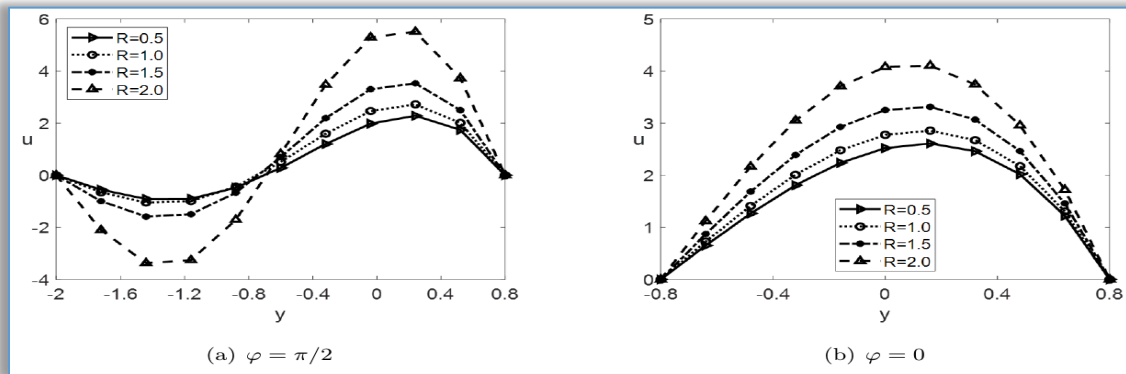 6
4
2
0
-2
-4
u
R=0.5
R=1.0
R=1.5
R=2.0
-2 -1.6 -1.2 -0.8 -0.4 0 0.4 0.8
y
(a) φ = π/2
5
4
3
2
1
0
u
R=0.5
R=1.0
R=1.5
R=2.0
-0.8 -0.4 0 0.4 0.8
y
(b) φ = 0